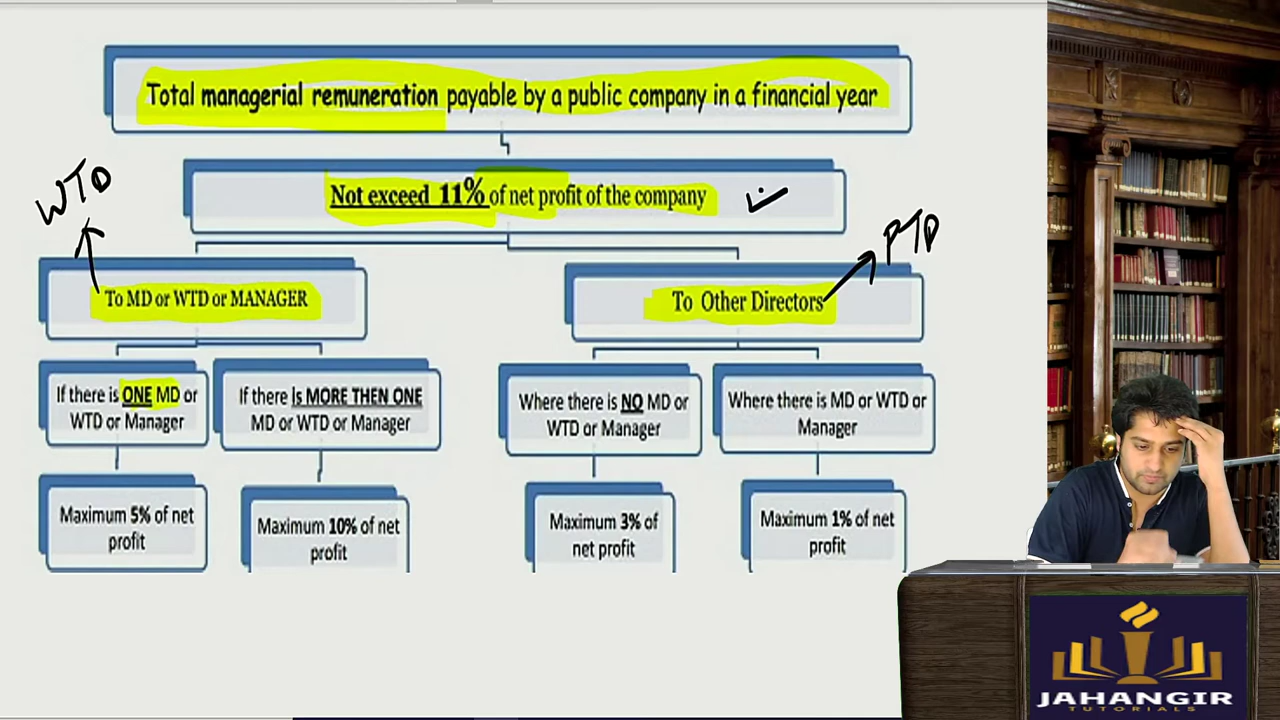 Total managerial remuneration payable by a public company in a financial year
WTD
Not exceed 11% of net profit of the company
PTD
To MD or WTD or MANAGER
To Other Directors
If there is ONE MD or
WTD or Manager
If there is MORE THEN ONE
MD or WTD or Manager
Where there is NO MD or
WTD or Manager
Where there is MD or WTD or
Manager
Maximum 5% of net
profit
Maximum 10% of net
profit
Maximum 3% of
net profit
Maximum 1% of net
profit
JAHANGIR
TUTORIALS